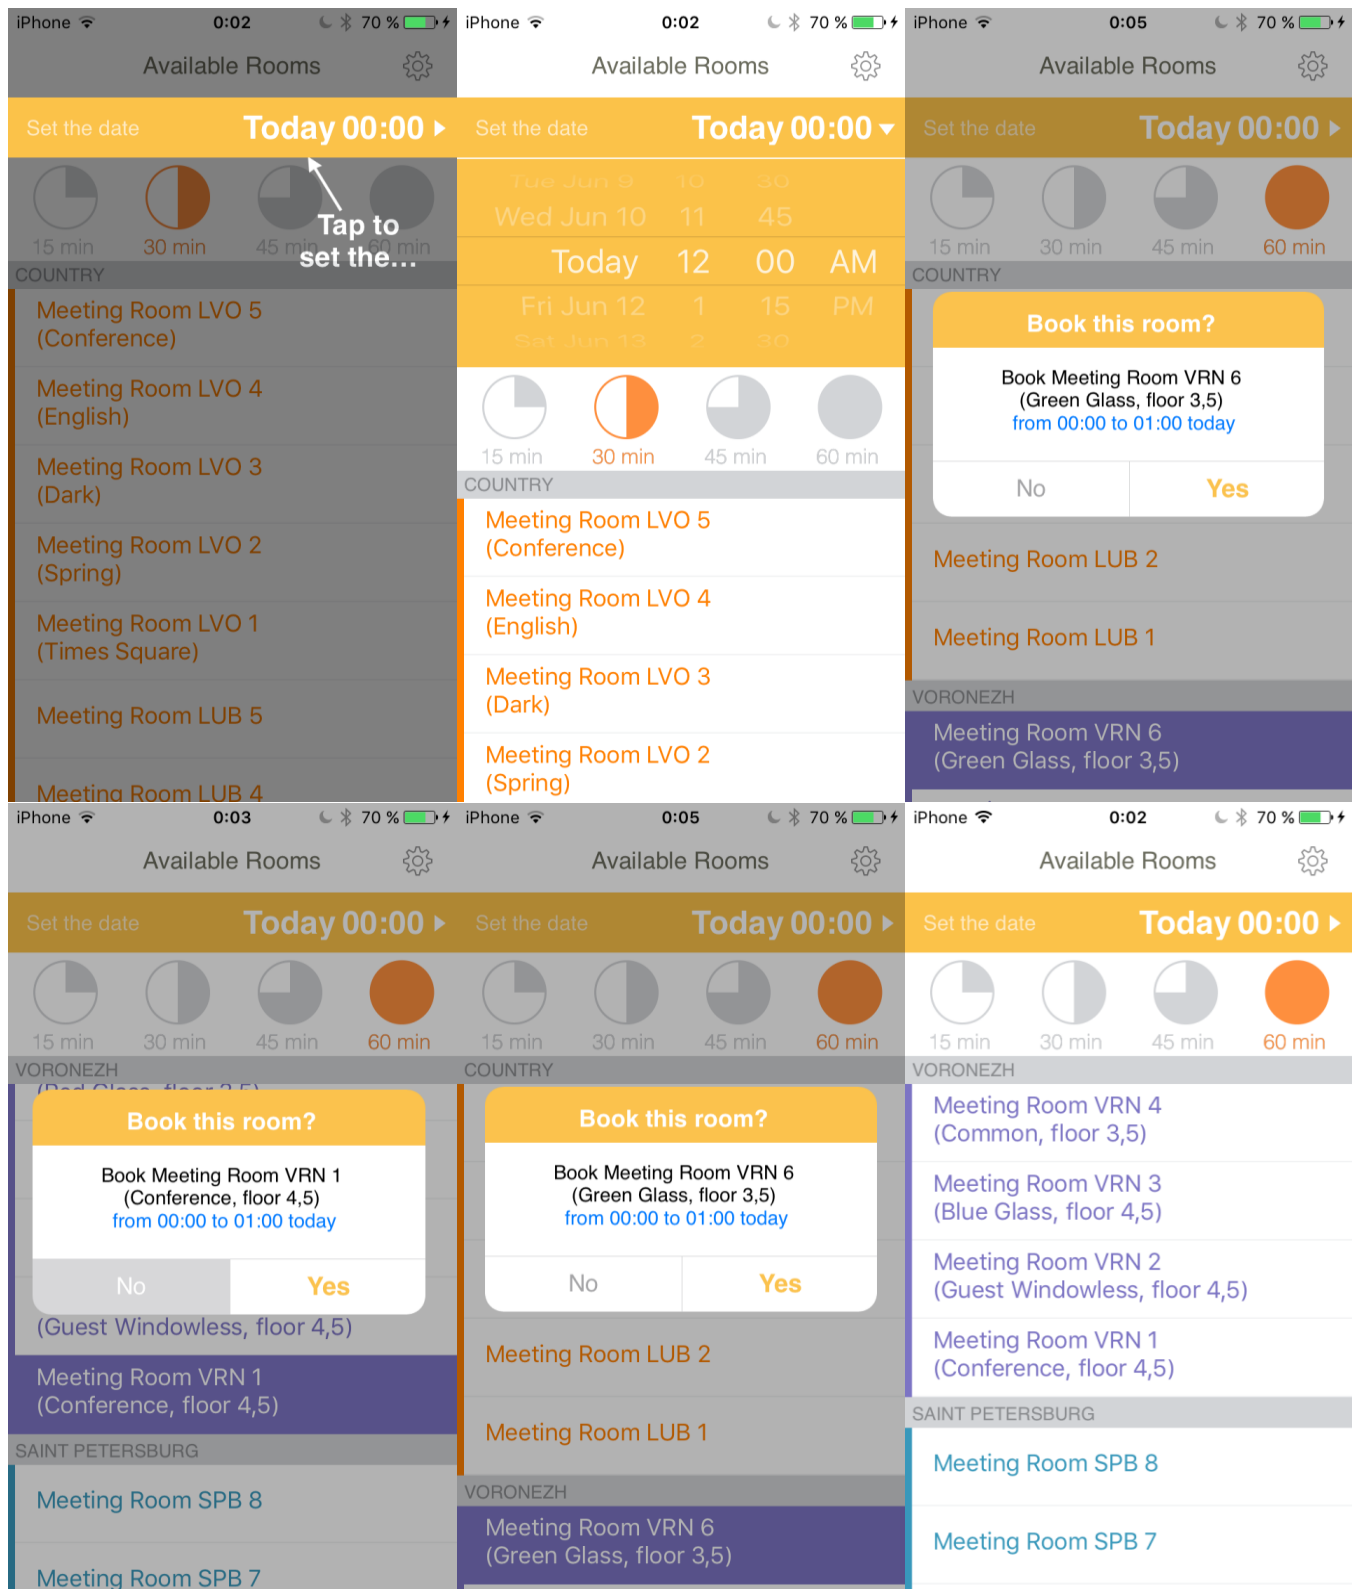 iPhone 0:02 70 %
Available Rooms
Set the date Today 00:00
Tap to
set the...
15 min 30 min 45 min 60 min
COUNTRY
Meeting Room LVO 5
(Conference)
Meeting Room LVO 4
(English)
Meeting Room LVO 3
(Dark)
Meeting Room LVO 2
(Spring)
Meeting Room LVO 1
(Times Square)
Meeting Room LUB 5
Meeting Room LUB 4
iPhone 0:02 70 %
Available Rooms
Set the date Today 00:00
Tue Jun 9 10 30
Wed Jun 10 11 45
Today 12 00 AM
Fri Jun 12 1 15 PM
Sat Jun 13 2 30
15 min 30 min 45 min 60 min
COUNTRY
Meeting Room LVO 5
(Conference)
Meeting Room LVO 4
(English)
Meeting Room LVO 3
(Dark)
Meeting Room LVO 2
(Spring)
iPhone 0:05 70 %
Available Rooms
Set the date Today 00:00
15 min 30 min 45 min 60 min
COUNTRY
Book this room?
Book Meeting Room VRN 6
(Green Glass, floor 3,5)
from 00:00 to 01:00 today
No Yes
Meeting Room LUB 2
Meeting Room LUB 1
VORONEZH
Meeting Room VRN 6
(Green Glass, floor 3,5)
iPhone 0:03 70 %
Available Rooms
Set the date Today 00:00
15 min 30 min 45 min 60 min
VORONEZH
(Red Glass, floor 3,5)
Book this room?
Book Meeting Room VRN 1
(Conference, floor 4,5)
from 00:00 to 01:00 today
No Yes
(Guest Windowless, floor 4,5)
Meeting Room VRN 1
(Conference, floor 4,5)
SAINT PETERSBURG
Meeting Room SPB 8
Meeting Room SPB 7
iPhone 0:05 70 %
Available Rooms
Set the date Today 00:00
15 min 30 min 45 min 60 min
COUNTRY
Book this room?
Book Meeting Room VRN 6
(Green Glass, floor 3,5)
from 00:00 to 01:00 today
No Yes
Meeting Room LUB 2
Meeting Room LUB 1
VORONEZH
Meeting Room VRN 6
(Green Glass, floor 3,5)
iPhone 0:02 70 %
Available Rooms
Set the date Today 00:00
15 min 30 min 45 min 60 min
VORONEZH
Meeting Room VRN 4
(Common, floor 3,5)
Meeting Room VRN 3
(Blue Glass, floor 4,5)
Meeting Room VRN 2
(Guest Windowless, floor 4,5)
Meeting Room VRN 1
(Conference, floor 4,5)
SAINT PETERSBURG
Meeting Room SPB 8
Meeting Room SPB 7